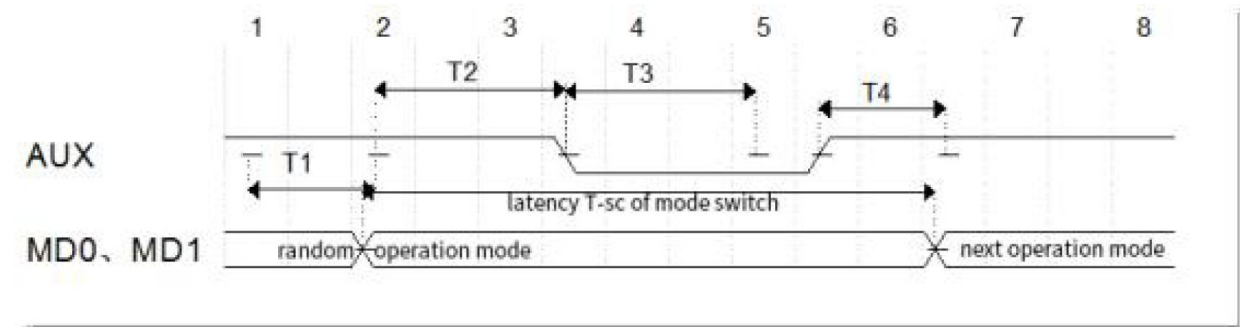 1 2 3 4 5 6 7 8
T2 T3 T4
AUX
T1
latency T-sc of mode switch
MD0、MD1 random operation mode next operation mode